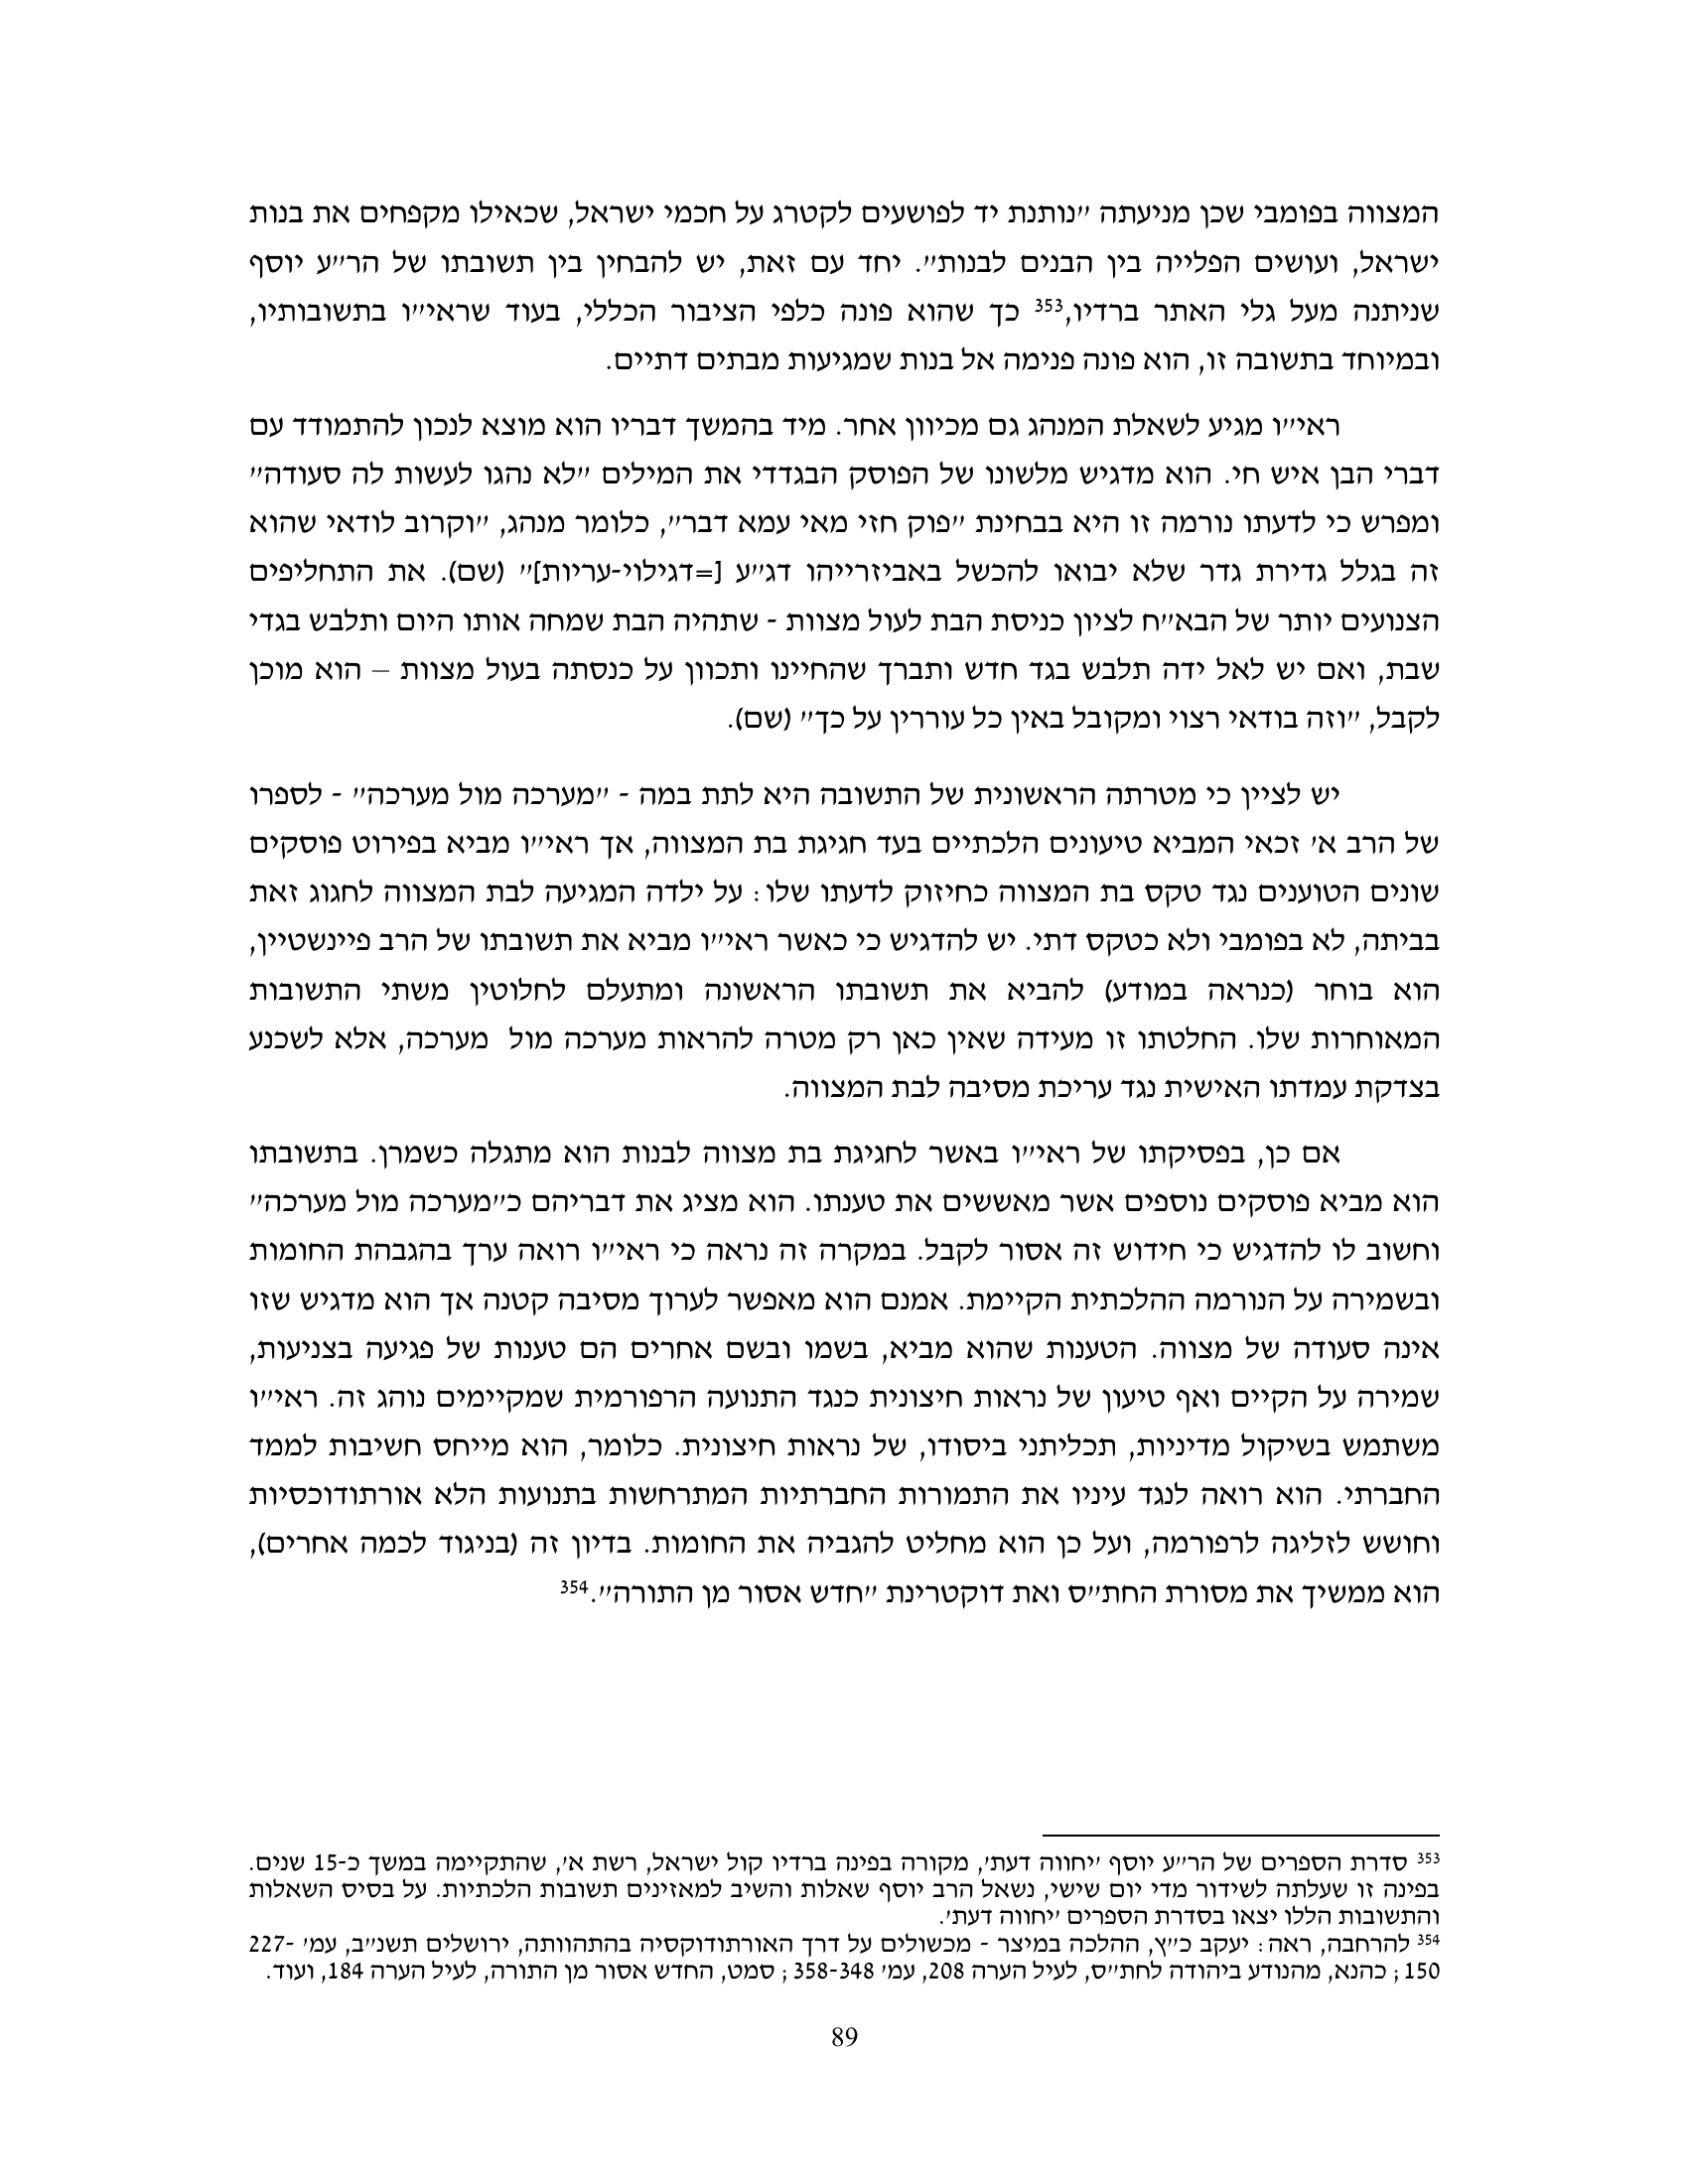 המצווה בפומבי שכן מניעתה "נותנת יד לפושעים לקטרג על חכמי ישראל, שכאילו מקפחים את בנות
ישראל, ועושים הפלייה בין הבנים לבנות". יחד עם זאת, יש להבחין בין תשובתו של הר"ע יוסף
שניתנה מעל גלי האתר ברדיו,353 כך שהוא פונה כלפי הציבור הכללי, בעוד שראי"ו בתשובותיו,
ובמיוחד בתשובה זו, הוא פונה פנימה אל בנות שמגיעות מבתים דתיים.
ראי"ו מגיע לשאלת המנהג גם מכיוון אחר. מיד בהמשך דבריו הוא מוצא לנכון להתמודד עם
דברי הבן איש חי. הוא מדגיש מלשונו של הפוסק הבגדדי את המילים "לא נהגו לעשות לה סעודה"
ומפרש כי לדעתו נורמה זו היא בבחינת "פוק חזי מאי עמא דבר", כלומר מנהג, "וקרוב לודאי שהוא
זה בגלל גדירת גדר שלא יבואו להכשל באביזרייהו דג"ע [=דגילוי-עריות]" (שם). את התחליפים
הצנועים יותר של הבא"ח לציון כניסת הבת לעול מצוות - שתהיה הבת שמחה אותו היום ותלבש בגדי
שבת, ואם יש לאל ידה תלבש בגד חדש ותברך שהחיינו ותכוון על כנסתה בעול מצוות – הוא מוכן
לקבל, "וזה בודאי רצוי ומקובל באין כל עוררין על כך" (שם).
יש לציין כי מטרתה הראשונית של התשובה היא לתת במה - "מערכה מול מערכה" - לספרו
של הרב א' זכאי המביא טיעונים הלכתיים בעד חגיגת בת המצווה, אך ראי"ו מביא בפירוט פוסקים
שונים הטוענים נגד טקס בת המצווה כחיזוק לדעתו שלו: על ילדה המגיעה לבת המצווה לחגוג זאת
בביתה, לא בפומבי ולא כטקס דתי. יש להדגיש כי כאשר ראי"ו מביא את תשובתו של הרב פיינשטיין,
הוא בוחר (כנראה במודע) להביא את תשובתו הראשונה ומתעלם לחלוטין משתי התשובות
המאוחרות שלו. החלטתו זו מעידה שאין כאן רק מטרה להראות מערכה מול  מערכה, אלא לשכנע
בצדקת עמדתו האישית נגד עריכת מסיבה לבת המצווה.
אם כן, בפסיקתו של ראי"ו באשר לחגיגת בת מצווה לבנות הוא מתגלה כשמרן. בתשובתו
הוא מביא פוסקים נוספים אשר מאששים את טענתו. הוא מציג את דבריהם כ"מערכה מול מערכה"
וחשוב לו להדגיש כי חידוש זה אסור לקבל. במקרה זה נראה כי ראי"ו רואה ערך בהגבהת החומות
ובשמירה על הנורמה ההלכתית הקיימת. אמנם הוא מאפשר לערוך מסיבה קטנה אך הוא מדגיש שזו
אינה סעודה של מצווה. הטענות שהוא מביא, בשמו ובשם אחרים הם טענות של פגיעה בצניעות,
שמירה על הקיים ואף טיעון של נראות חיצונית כנגד התנועה הרפורמית שמקיימים נוהג זה. ראי"ו
משתמש בשיקול מדיניות, תכליתני ביסודו, של נראות חיצונית. כלומר, הוא מייחס חשיבות לממד
החברתי. הוא רואה לנגד עיניו את התמורות החברתיות המתרחשות בתנועות הלא אורתודוכסיות
וחושש לזליגה לרפורמה, ועל כן הוא מחליט להגביה את החומות. בדיון זה (בניגוד לכמה אחרים),
הוא ממשיך את מסורת החת"ס ואת דוקטרינת "חדש אסור מן התורה".354
353 סדרת הספרים של הר"ע יוסף 'יחווה דעת', מקורה בפינה ברדיו קול ישראל, רשת א', שהתקיימה במשך כ-15 שנים.
בפינה זו שעלתה לשידור מדי יום שישי, נשאל הרב יוסף שאלות והשיב למאזינים תשובות הלכתיות. על בסיס השאלות
והתשובות הללו יצאו בסדרת הספרים 'יחווה דעת'.
354 להרחבה, ראה: יעקב כ"ץ, ההלכה במיצר - מכשולים על דרך האורתודוקסיה בהתהוותה, ירושלים תשנ"ב, עמ' 227-
150; כהנא, מהנודע ביהודה לחת"ס, לעיל הערה 208, עמ' 358-348; סמט, החדש אסור מן התורה, לעיל הערה 184, ועוד.
89